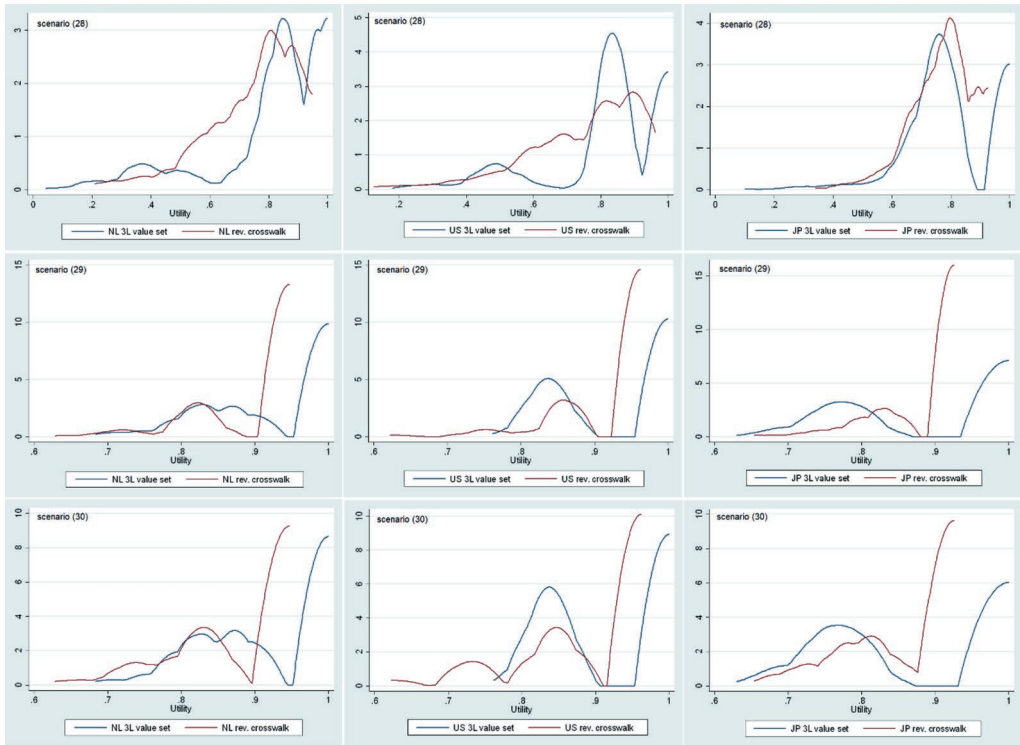 scenario (28)
3
2
1
0
0 .2 .4 .6 .8 1
Utility
NL 3L value set NL rev. crosswalk
scenario (28)
5
4
3
2
1
0
.2 .4 .6 .8 1
Utility
US 3L value set US rev. crosswalk
scenario (28)
4
3
2
1
0
0 .2 .4 .6 .8 1
Utility
JP 3L value set JP rev. crosswalk
scenario (29)
15
10
5
0
.6 .7 .8 .9 1
Utility
NL 3L value set NL rev. crosswalk
scenario (29)
15
10
5
0
.6 .7 .8 .9 1
Utility
US 3L value set US rev. crosswalk
scenario (29)
15
10
5
0
.6 .7 .8 .9 1
Utility
JP 3L value set JP rev. crosswalk
scenario (30)
10
8
6
4
2
0
.6 .7 .8 .9 1
Utility
NL 3L value set NL rev. crosswalk
scenario (30)
10
8
6
4
2
0
.6 .7 .8 .9 1
Utility
US 3L value set US rev. crosswalk
scenario (30)
10
8
6
4
2
0
.6 .7 .8 .9 1
Utility
JP 3L value set JP rev. crosswalk